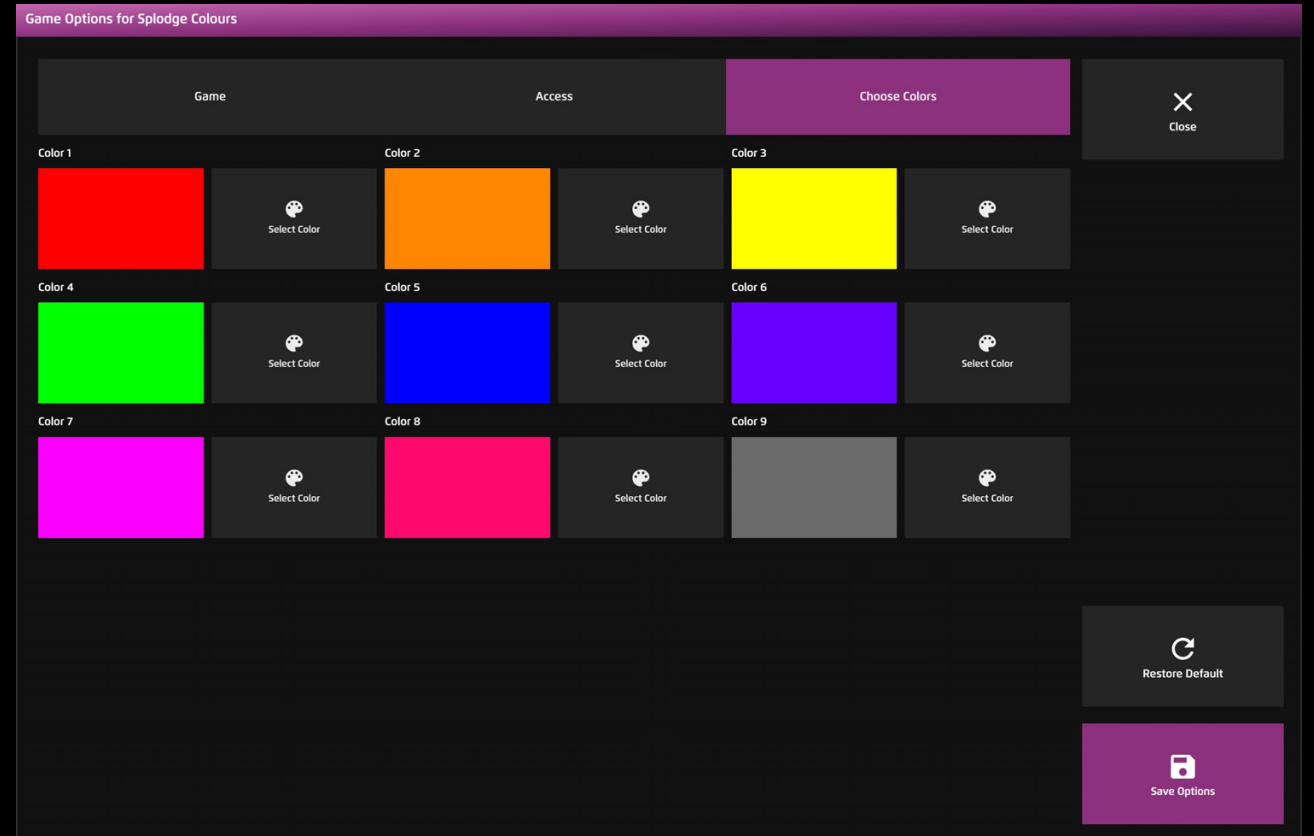 Game Options for Splodge Colours
Game
Access
Choose Colors
Close
Color 1
Color 2
Color 3
Select Color
Select Color
Select Color
Color 4
Color 5
Color 6
Select Color
Select Color
Select Color
Color 7
Color 8
Color 9
Select Color
Select Color
Select Color
Restore Default
Save Options